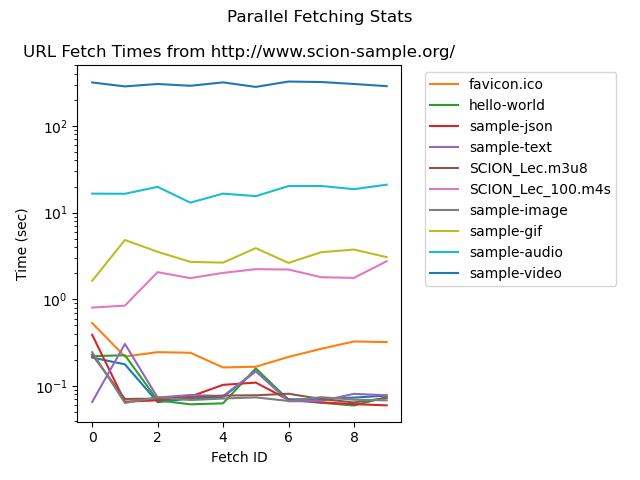 Parallel Fetching Stats
URL Fetch Times from http://www.scion-sample.org/
Time (sec)
10²
10¹
10⁰
10⁻¹
0 2 4 6 8
Fetch ID
favicon.ico
hello-world
sample-json
sample-text
SCION_Lec.m3u8
SCION_Lec_100.m4s
sample-image
sample-gif
sample-audio
sample-video